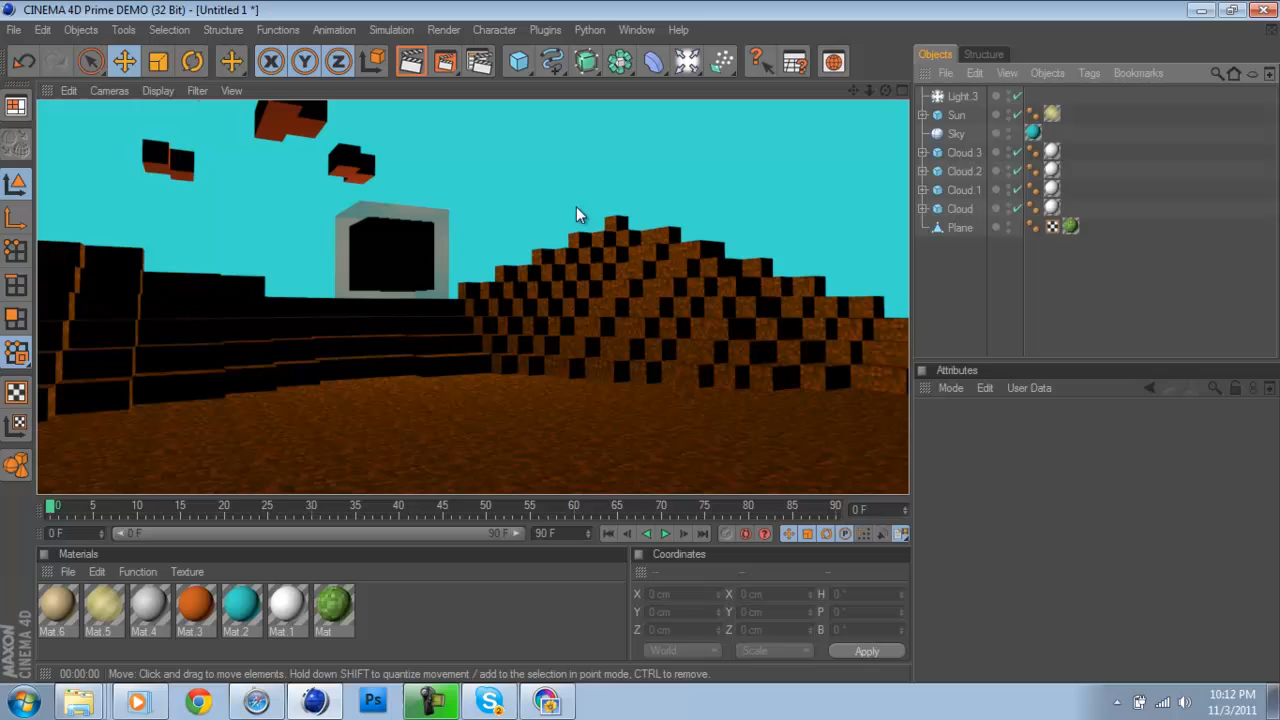 CINEMA 4D Prime DEMO (32 Bit) - [Untitled 1 *]
File Edit Objects Tools Selection Structure Functions Animation Simulation Render Character Plugins Python Window Help
X Y Z
Objects Structure
File Edit View Objects Tags Bookmarks
Edit Cameras Display Filter View
Light.3
Sun
Sky
Cloud.3
Cloud.2
Cloud.1
Cloud
Plane
Attributes
Mode Edit User Data
0 5 10 15 20 25 30 35 40 45 50 55 60 65 70 75 80 85 90
0 F
0 F 0 F 90 F 90 F
Materials
File Edit Function Texture
Mat.6 Mat.5 Mat.4 Mat.3 Mat.2 Mat.1 Mat
Coordinates
-- -- --
X 0 cm X 0 cm H 0 °
Y 0 cm Y 0 cm P 0 °
Z 0 cm Z 0 cm B 0 °
World Scale Apply
MAXON
CINEMA 4D
00:00:00 Move: Click and drag to move elements. Hold down SHIFT to quantize movement / add to the selection in point mode, CTRL to remove.
Ps
10:12 PM
11/3/2011